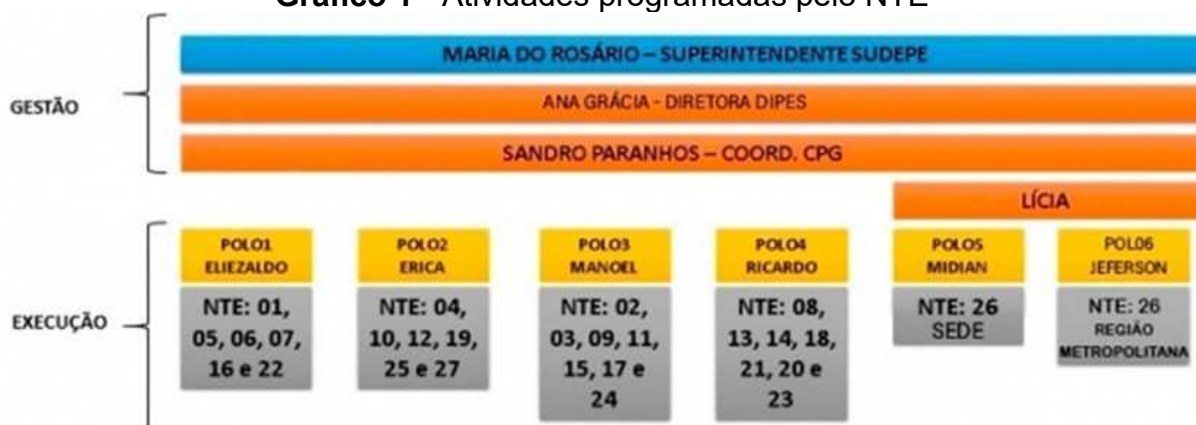 Gráfico 1 - Atividades programadas pelo NTE
GESTÃO
MARIA DO ROSÁRIO – SUPERINTENDENTE SUDEPE
ANA GRÁCIA - DIRETORA DIPES
SANDRO PARANHOS – COORD. CPG
LÍCIA
EXECUÇÃO
POLO1
ELIEZALDO
NTE: 01,
05, 06, 07,
16 e 22
POLO2
ERICA
NTE: 04,
10, 12, 19,
25 e 27
POLO3
MANOEL
NTE: 02,
03, 09, 11,
15, 17 e
24
POLO4
RICARDO
NTE: 08,
13, 14, 18,
21, 20 e
23
POLO5
MIDIAN
NTE: 26
SEDE
POLO6
JEFERSON
NTE: 26
REGIÃO
METROPOLITANA